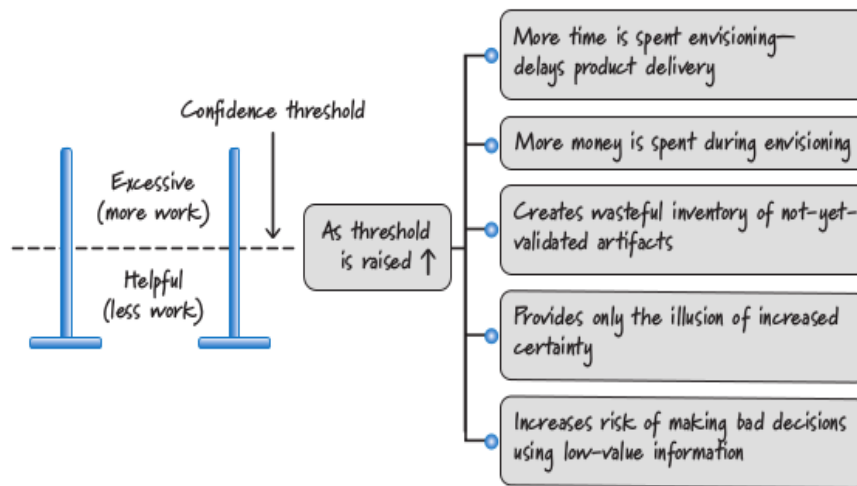 Confidence threshold
Excessive
(more work)
Helpful
(less work)
As threshold
is raised ↑
More time is spent envisioning—
delays product delivery
More money is spent during envisioning
Creates wasteful inventory of not-yet-
validated artifacts
Provides only the illusion of increased
certainty
Increases risk of making bad decisions
using low-value information